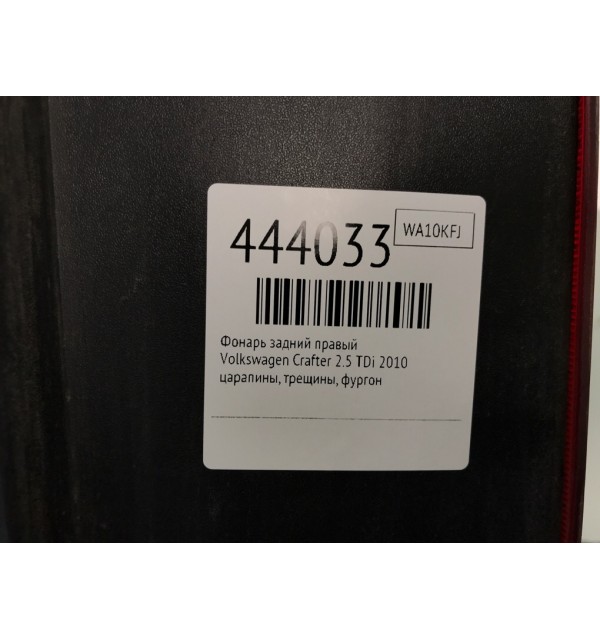 444033
WA10KFJ
Фонарь задний правый
Volkswagen Crafter 2.5 TDi 2010
царапины, трещины, фургон